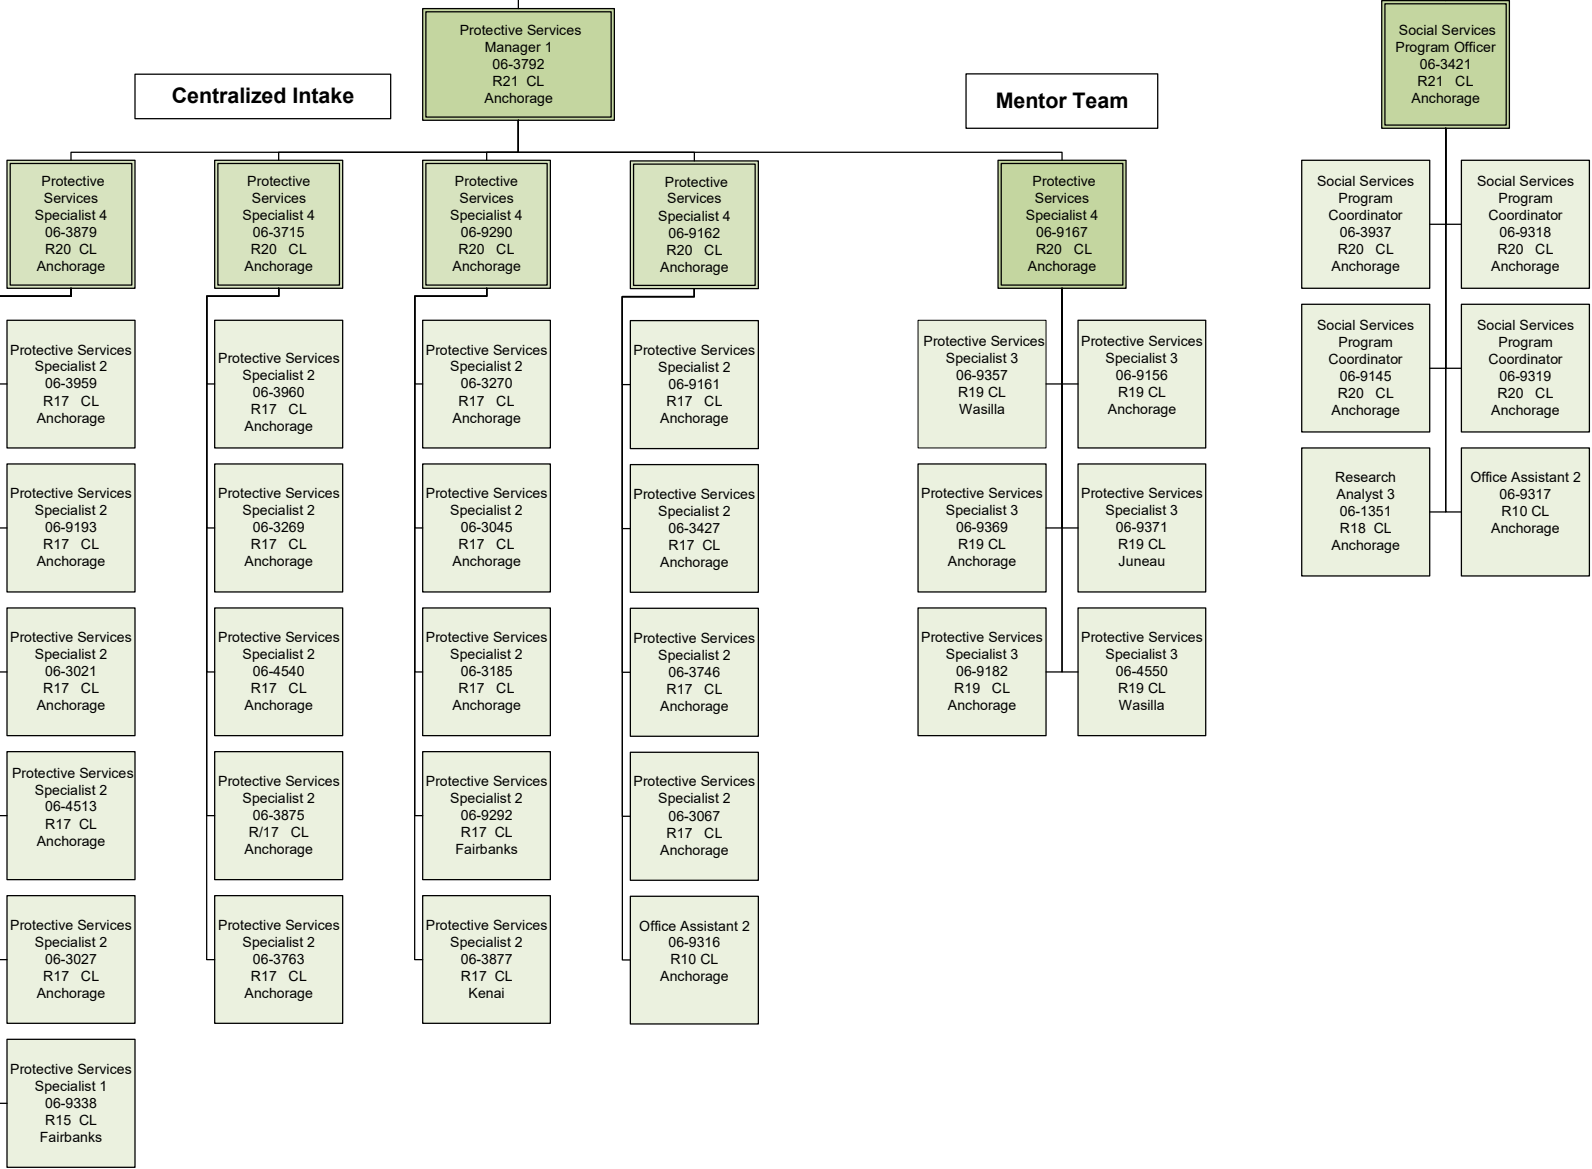 Protective Services
Manager 1
06-3792
R21 CL
Anchorage
Social Services
Program Officer
06-3421
R21 CL
Anchorage
Centralized Intake
Mentor Team
Protective
Services
Specialist 4
06-3879
R20 CL
Anchorage
Protective
Services
Specialist 4
06-3715
R20 CL
Anchorage
Protective
Services
Specialist 4
06-9290
R20 CL
Anchorage
Protective
Services
Specialist 4
06-9162
R20 CL
Anchorage
Protective
Services
Specialist 4
06-9167
R20 CL
Anchorage
Social Services
Program
Coordinator
06-3937
R20 CL
Anchorage
Social Services
Program
Coordinator
06-9318
R20 CL
Anchorage
Protective Services
Specialist 2
06-3959
R17 CL
Anchorage
Protective Services
Specialist 2
06-3960
R17 CL
Anchorage
Protective Services
Specialist 2
06-3270
R17 CL
Anchorage
Protective Services
Specialist 2
06-9161
R17 CL
Anchorage
Protective Services
Specialist 3
06-9357
R19 CL
Wasilla
Protective Services
Specialist 3
06-9156
R19 CL
Anchorage
Social Services
Program
Coordinator
06-9145
R20 CL
Anchorage
Social Services
Program
Coordinator
06-9319
R20 CL
Anchorage
Protective Services
Specialist 2
06-9193
R17 CL
Anchorage
Protective Services
Specialist 2
06-3269
R17 CL
Anchorage
Protective Services
Specialist 2
06-3045
R17 CL
Anchorage
Protective Services
Specialist 2
06-3427
R17 CL
Anchorage
Protective Services
Specialist 3
06-9369
R19 CL
Anchorage
Protective Services
Specialist 3
06-9371
R19 CL
Juneau
Research
Analyst 3
06-1351
R18 CL
Anchorage
Office Assistant 2
06-9317
R10 CL
Anchorage
Protective Services
Specialist 2
06-3021
R17 CL
Anchorage
Protective Services
Specialist 2
06-4540
R17 CL
Anchorage
Protective Services
Specialist 2
06-3185
R17 CL
Anchorage
Protective Services
Specialist 2
06-3746
R17 CL
Anchorage
Protective Services
Specialist 3
06-9182
R19 CL
Anchorage
Protective Services
Specialist 3
06-4550
R19 CL
Wasilla
Protective Services
Specialist 2
06-4513
R17 CL
Anchorage
Protective Services
Specialist 2
06-3875
R/17 CL
Anchorage
Protective Services
Specialist 2
06-9292
R17 CL
Fairbanks
Protective Services
Specialist 2
06-3067
R17 CL
Anchorage
Protective Services
Specialist 2
06-3027
R17 CL
Anchorage
Protective Services
Specialist 2
06-3763
R17 CL
Anchorage
Protective Services
Specialist 2
06-3877
R17 CL
Kenai
Office Assistant 2
06-9316
R10 CL
Anchorage
Protective Services
Specialist 1
06-9338
R15 CL
Fairbanks